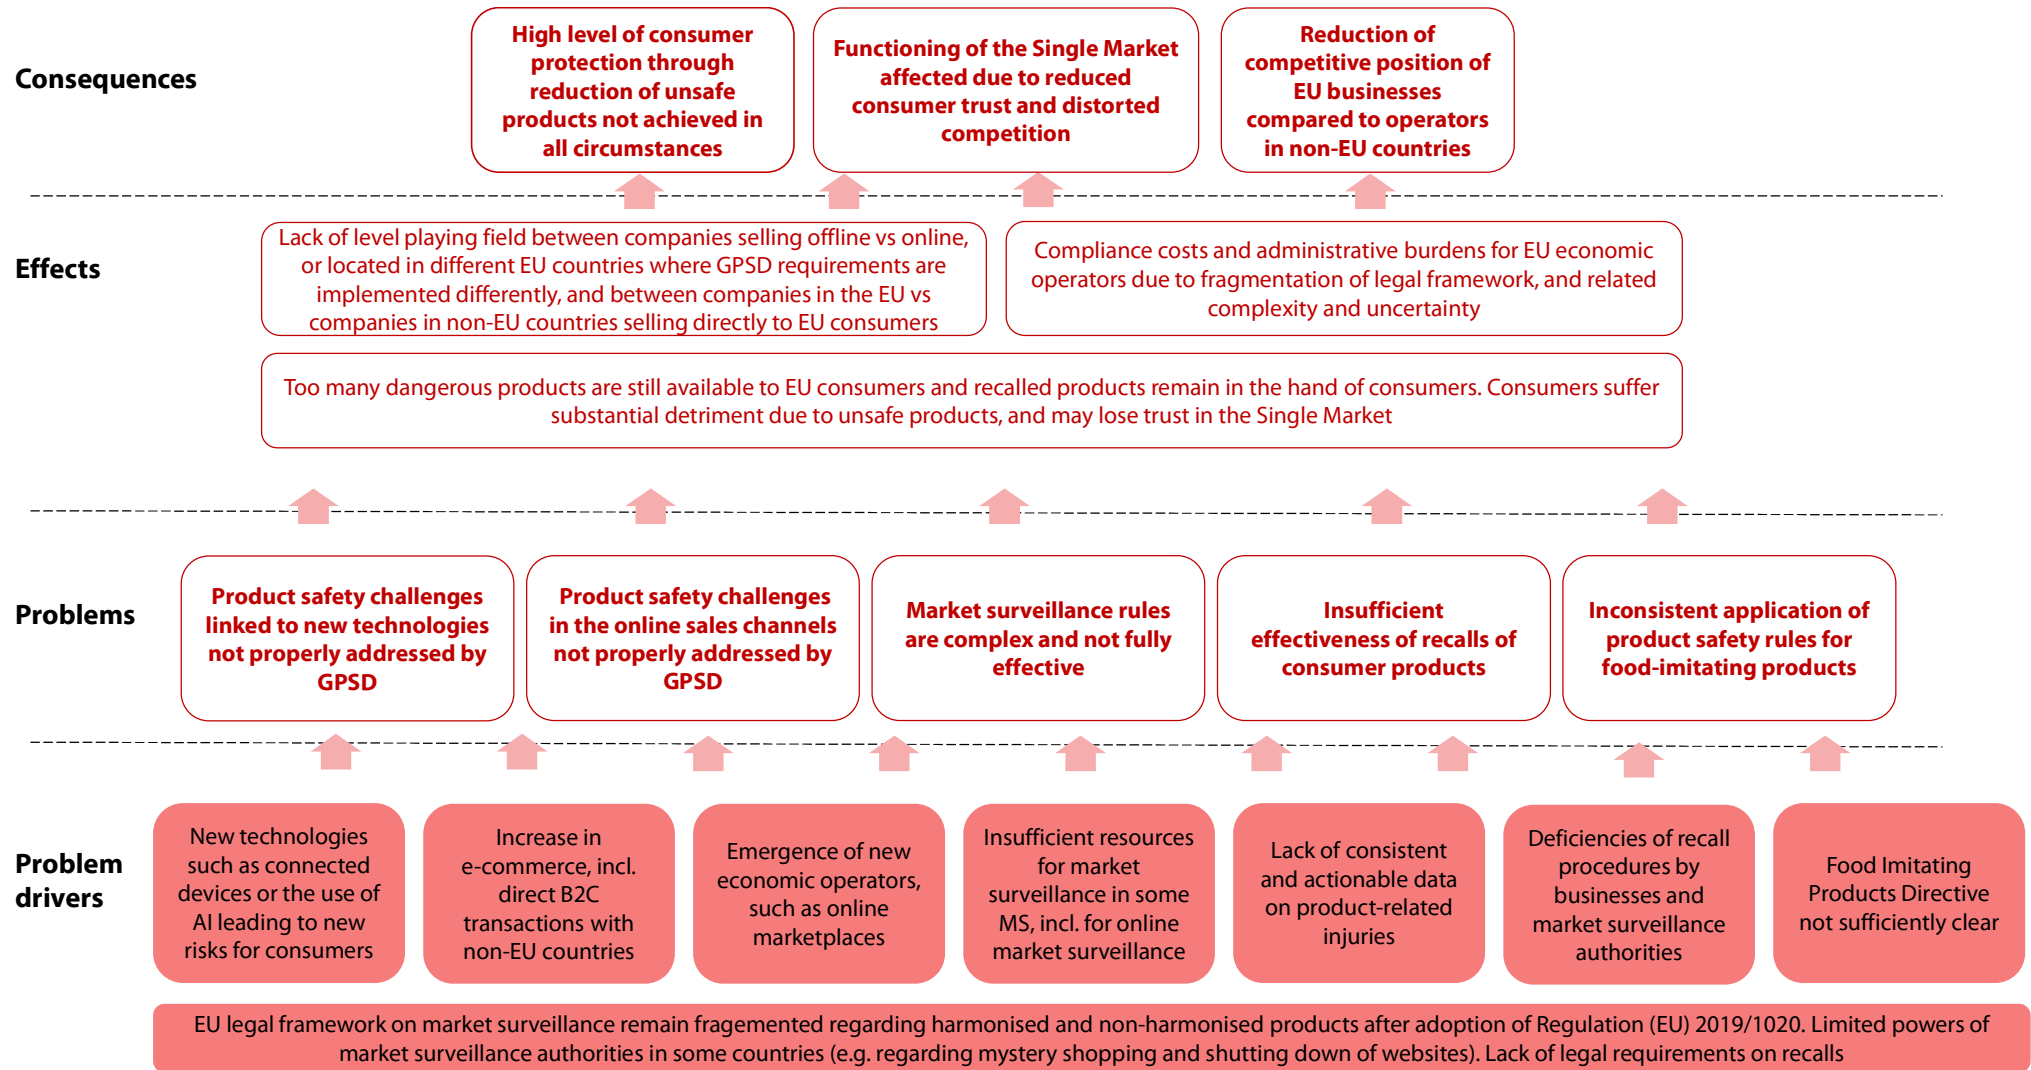 Consequences
High level of consumer
protection through
reduction of unsafe
products not achieved in
all circumstances
Functioning of the Single Market
affected due to reduced
consumer trust and distorted
competition
Reduction of
competitive position of
EU businesses
compared to operators
in non-EU countries
Effects
Lack of level playing field between companies selling offline vs online,
or located in different EU countries where GPSD requirements are
implemented differently, and between companies in the EU vs
companies in non-EU countries selling directly to EU consumers
Compliance costs and administrative burdens for EU economic
operators due to fragmentation of legal framework, and related
complexity and uncertainty
Too many dangerous products are still available to EU consumers and recalled products remain in the hand of consumers. Consumers suffer
substantial detriment due to unsafe products, and may lose trust in the Single Market
Problems
Product safety challenges
linked to new technologies
not properly addressed by
GPSD
Product safety challenges
in the online sales channels
not properly addressed by
GPSD
Market surveillance rules
are complex and not fully
effective
Insufficient
effectiveness of recalls of
consumer products
Inconsistent application of
product safety rules for
food-imitating products
Problem
drivers
New technologies
such as connected
devices or the use of
AI leading to new
risks for consumers
Increase in
e-commerce, incl.
direct B2C
transactions with
non-EU countries
Emergence of new
economic operators,
such as online
marketplaces
Insufficient resources
for market
surveillance in some
MS, incl. for online
market surveillance
Lack of consistent
and actionable data
on product-related
injuries
Deficiencies of recall
procedures by
businesses and
market surveillance
authorities
Food Imitating
Products Directive
not sufficiently clear
EU legal framework on market surveillance remain fragemented regarding harmonised and non-harmonised products after adoption of Regulation (EU) 2019/1020. Limited powers of
market surveillance authorities in some countries (e.g. regarding mystery shopping and shutting down of websites). Lack of legal requirements on recalls